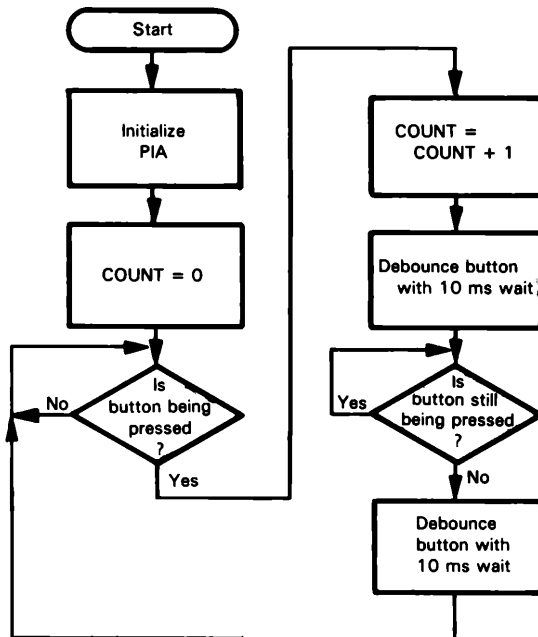 Start
Initialize
PIA
COUNT = 0
Is
button being
pressed
?
No
Yes
COUNT =
COUNT + 1
Debounce button
with 10 ms wait
Is
button still
being pressed
?
Yes
No
Debounce
button with
10 ms wait